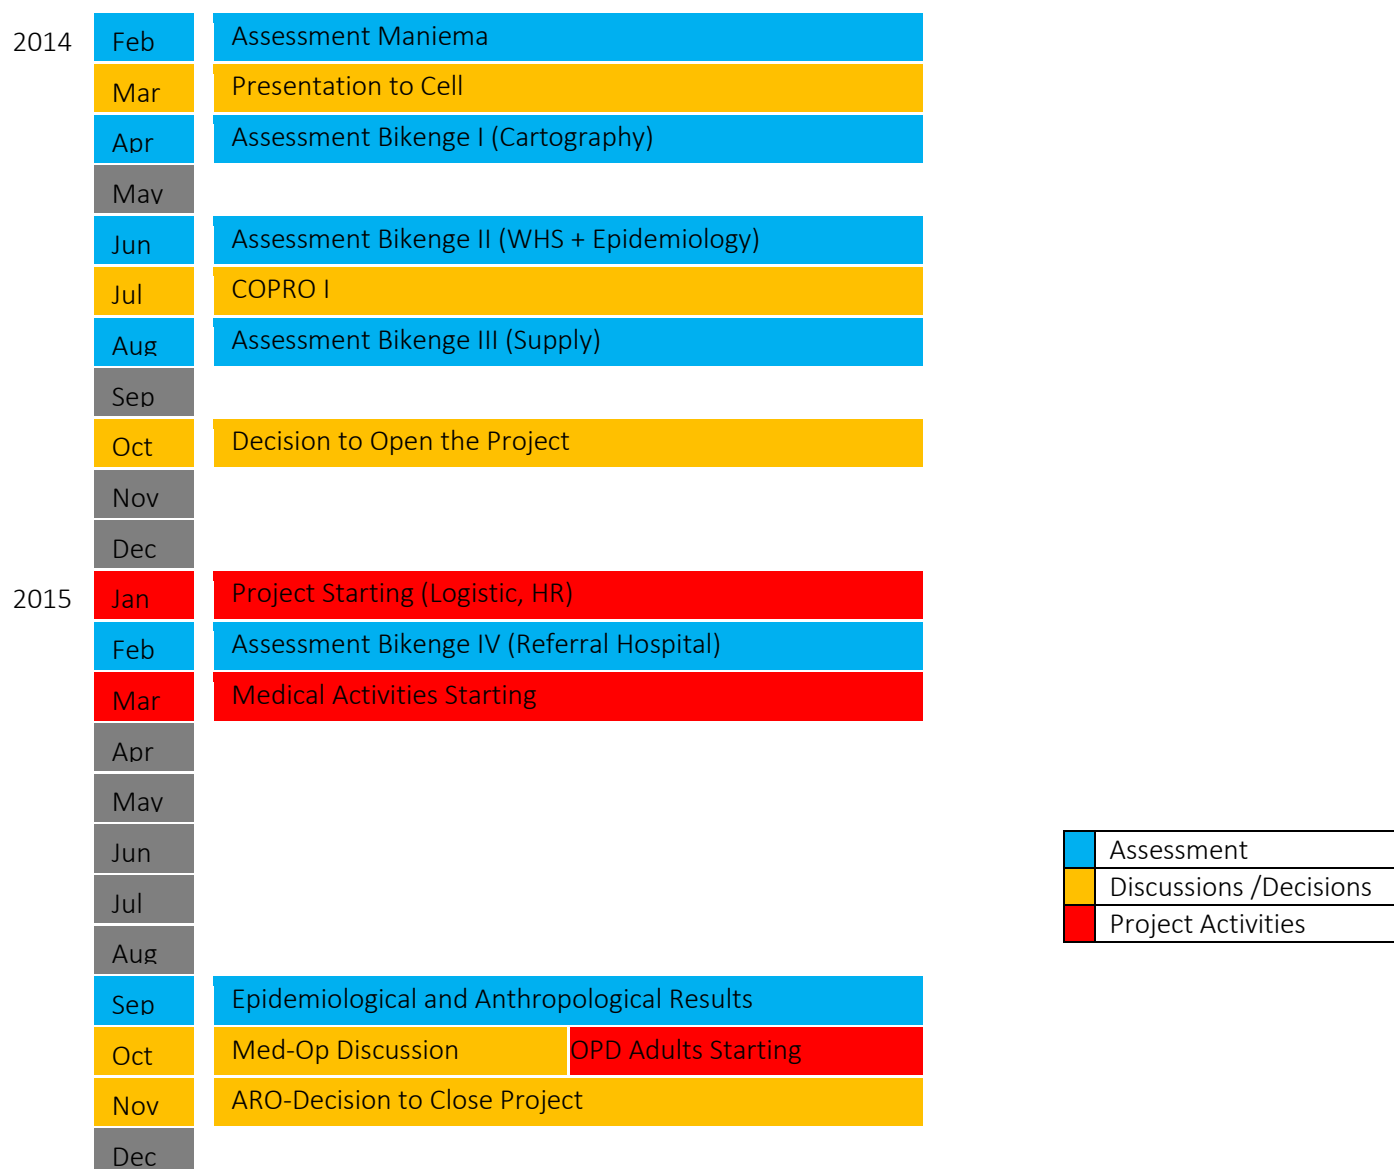 2014 Feb Assessment Maniema
Mar Presentation to Cell
Apr Assessment Bikenge I (Cartography)
May
Jun Assessment Bikenge II (WHS + Epidemiology)
Jul COPRO I
Aug Assessment Bikenge III (Supply)
Sep
Oct Decision to Open the Project
Nov
Dec
2015 Jan Project Starting (Logistic, HR)
Feb Assessment Bikenge IV (Referral Hospital)
Mar Medical Activities Starting
Apr
May
Jun
Jul
Aug
Sep Epidemiological and Anthropological Results
Oct Med-Op Discussion OPD Adults Starting
Nov ARO-Decision to Close Project
Dec
Assessment
Discussions /Decisions
Project Activities